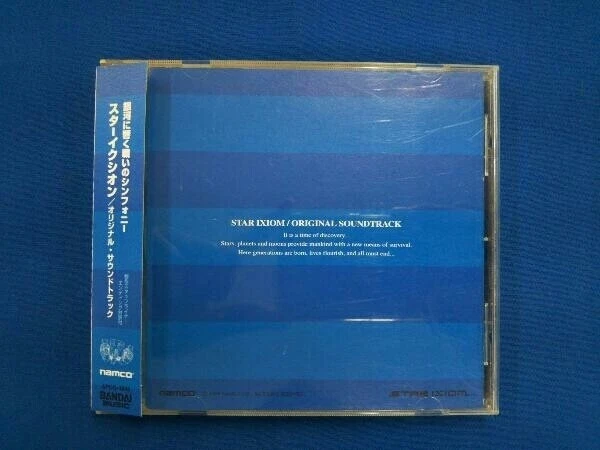 銀河に響く戦いのシンフォニー
スターイクシオン/オリジナル・サウンドトラック
namco
BANDAI
MUSIC
STAR IXIOM / ORIGINAL SOUNDTRACK
It is a time of discovery.
Stars, planets and moons provide mankind with a new means of survival.
Here generations are born, lives flourish, and all must end...
namco
STAR IXIOM